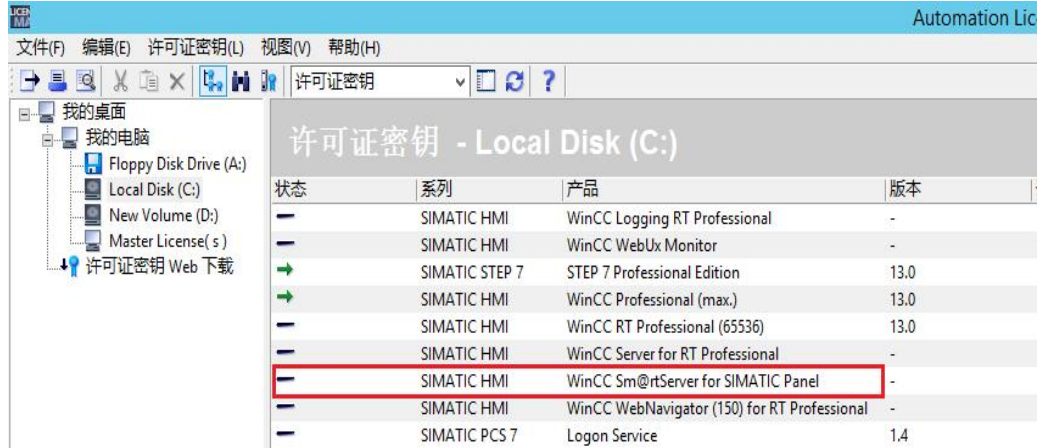 LICEN
MA
Automation Lic
文件(F) 编辑(E) 许可证密钥(L) 视图(V) 帮助(H)
许可证密钥
我的桌面
我的电脑
Floppy Disk Drive (A:)
Local Disk (C:)
New Volume (D:)
Master License( s )
许可证密钥 Web 下载
许可证密钥 - Local Disk (C:)
状态 系列 产品 版本
SIMATIC HMI WinCC Logging RT Professional -
SIMATIC HMI WinCC WebUx Monitor -
SIMATIC STEP 7 STEP 7 Professional Edition 13.0
SIMATIC HMI WinCC Professional (max.) 13.0
SIMATIC HMI WinCC RT Professional (65536) 13.0
SIMATIC HMI WinCC Server for RT Professional -
SIMATIC HMI WinCC Sm@rtServer for SIMATIC Panel -
SIMATIC HMI WinCC WebNavigator (150) for RT Professional -
SIMATIC PCS 7 Logon Service 1.4